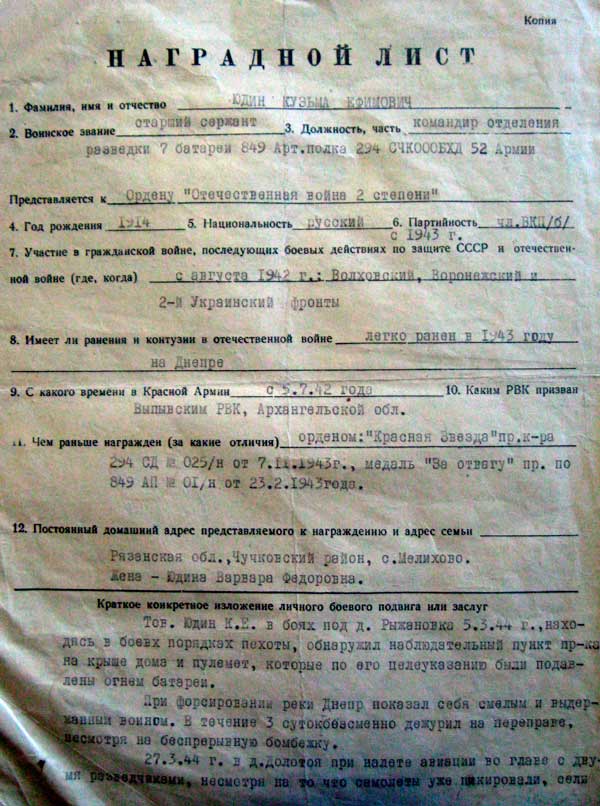 Копия
НАГРАДНОЙ ЛИСТ
1. Фамилия, имя и отчество ЮДИН КУЗЬМА ЕФИМОВИЧ
2. Воинское звание старший сержант 3. Должность, часть командир отделения
разведки 7 батареи 849 Арт.полка 294 СЧКОООБХД 52 Армии
Представляется к Ордену "Отечественная война 2 степени"
4. Год рождения 1914 5. Национальность русский 6. Партийность чл.ВКП/б/
с 1943 г.
7. Участие в гражданской войне, последующих боевых действиях по защите СССР и отечествен-
ной войне (где, когда) с августа 1942 г.: Волховский, Воронежский и
2-й Украинский фронты
8. Имеет ли ранения и контузии в отечественной войне легко ранен в 1943 году
на Днепре
9. С какого времени в Красной Армии с 5.7.42 года 10. Каким РВК призван
Выпывским РВК, Архангельской обл.
11. Чем раньше награжден (за какие отличия) орденом:"Красная Звезда"пр.к-ра
294 СД № 025/н от 7.11.1943г., медаль "За отвагу" пр. по
849 АП № 01/н от 23.2.1943года.
12. Постоянный домашний адрес представляемого к награждению и адрес семьи
Рязанская обл.,Чучковский район, с.Мелихово.
Жена - Юдина Варвара Федоровна.
Краткое конкретное изложение личного боевого подвига или заслуг
Тов. Юдин К.Е. в боях под д. Рыжановка 5.3.44 г.,нахо-
дясь в боевх порядках пехоты, обнаружил наблюдательный пункт пр-ка
на крыше дома и пулемет, которые по его целеуказанию были подав-
лены огнем батареи.
При форсировании реки Днепр показал себя смелым и выдер-
жанным воином. В течение 3 сутокбесменно дежурил на переправе,
несмотря на беспрерывную бомбежку.
27.3.44 г. в д.Долотоя при налете авиации во главе с дву-
мя разведчиками, несмотря на то что самолеты уже пикировали, сели